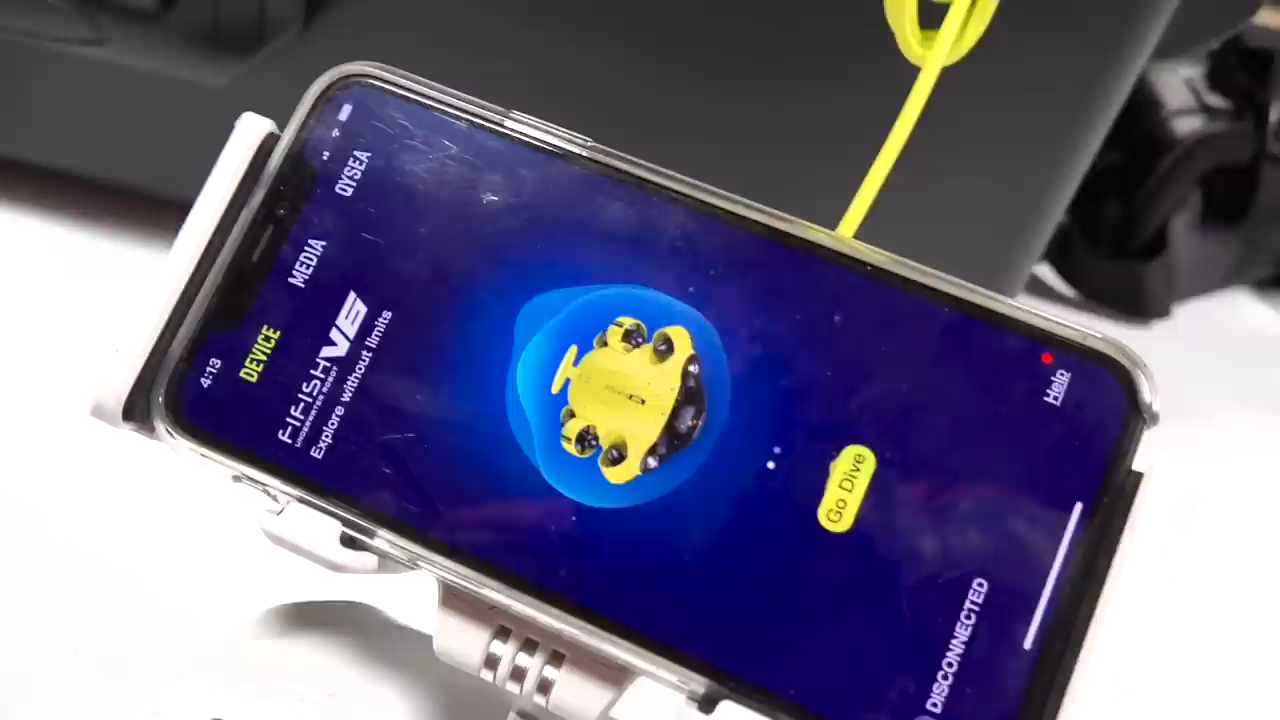 4:13
DEVICE MEDIA QYSEA
FIFISH V6
UNDERWATER ROBOT
Explore without limits
Go Dive
DISCONNECTED
Help